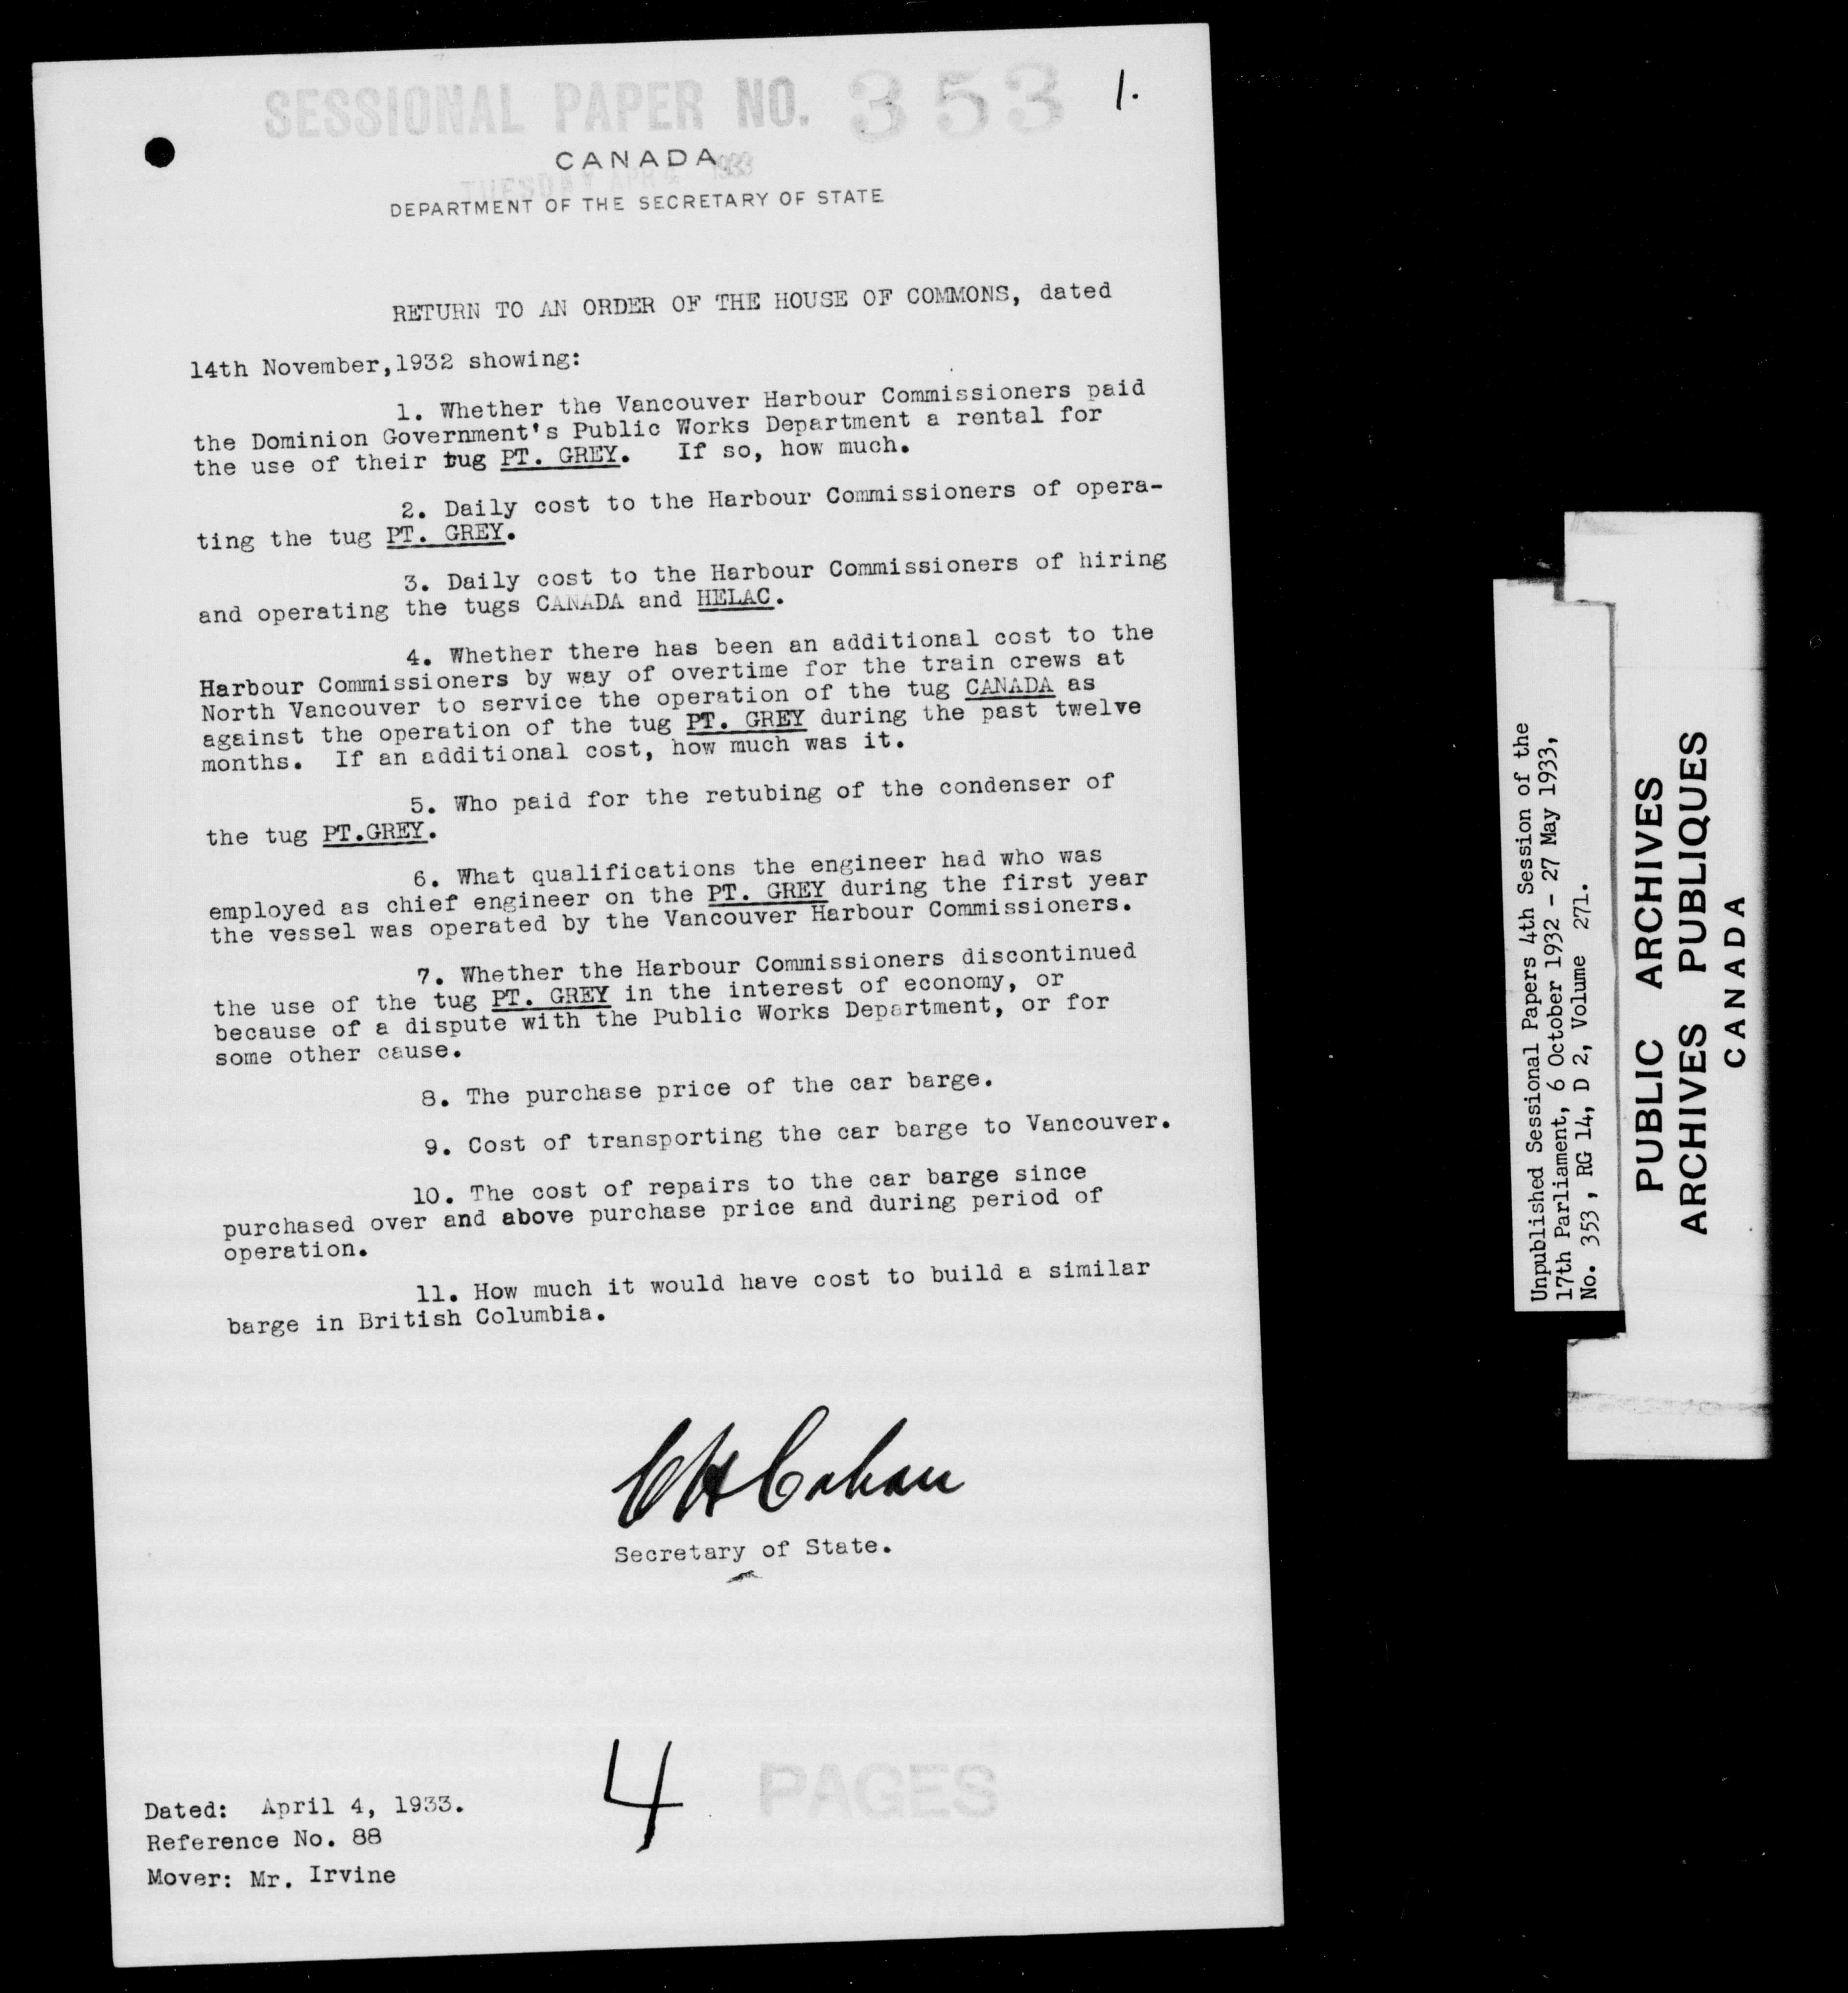 SESSIONAL PAPER NO. 353
1.
CANADA
TUESDAY APR 4 1933
DEPARTMENT OF THE SECRETARY OF STATE
RETURN TO AN ORDER OF THE HOUSE OF COMMONS, dated
14th November,1932 showing:
1. Whether the Vancouver Harbour Commissioners paid
the Dominion Government's Public Works Department a rental for
the use of their tug PT. GREY. If so, how much.
2. Daily cost to the Harbour Commissioners of opera-
ting the tug PT. GREY.
3. Daily cost to the Harbour Commissioners of hiring
and operating the tugs CANADA and HELAC.
4. Whether there has been an additional cost to the
Harbour Commissioners by way of overtime for the train crews at
North Vancouver to service the operation of the tug CANADA as
against the operation of the tug PT. GREY during the past twelve
months. If an additional cost, how much was it.
5. Who paid for the retubing of the condenser of
the tug PT.GREY.
6. What qualifications the engineer had who was
employed as chief engineer on the PT. GREY during the first year
the vessel was operated by the Vancouver Harbour Commissioners.
7. Whether the Harbour Commissioners discontinued
the use of the tug PT. GREY in the interest of economy, or
because of a dispute with the Public Works Department, or for
some other cause.
8. The purchase price of the car barge.
9. Cost of transporting the car barge to Vancouver.
10. The cost of repairs to the car barge since
purchased over and above purchase price and during period of
operation.
11. How much it would have cost to build a similar
barge in British Columbia.
C H Cahan
Secretary of State.
4 PAGES
Dated: April 4, 1933.
Reference No. 88
Mover: Mr. Irvine
Unpublished Sessional Papers 4th Session of the
17th Parliament, 6 October 1932 - 27 May 1933,
No. 353 , RG 14, D 2, Volume 271.
PUBLIC ARCHIVES
ARCHIVES PUBLIQUES
CANADA